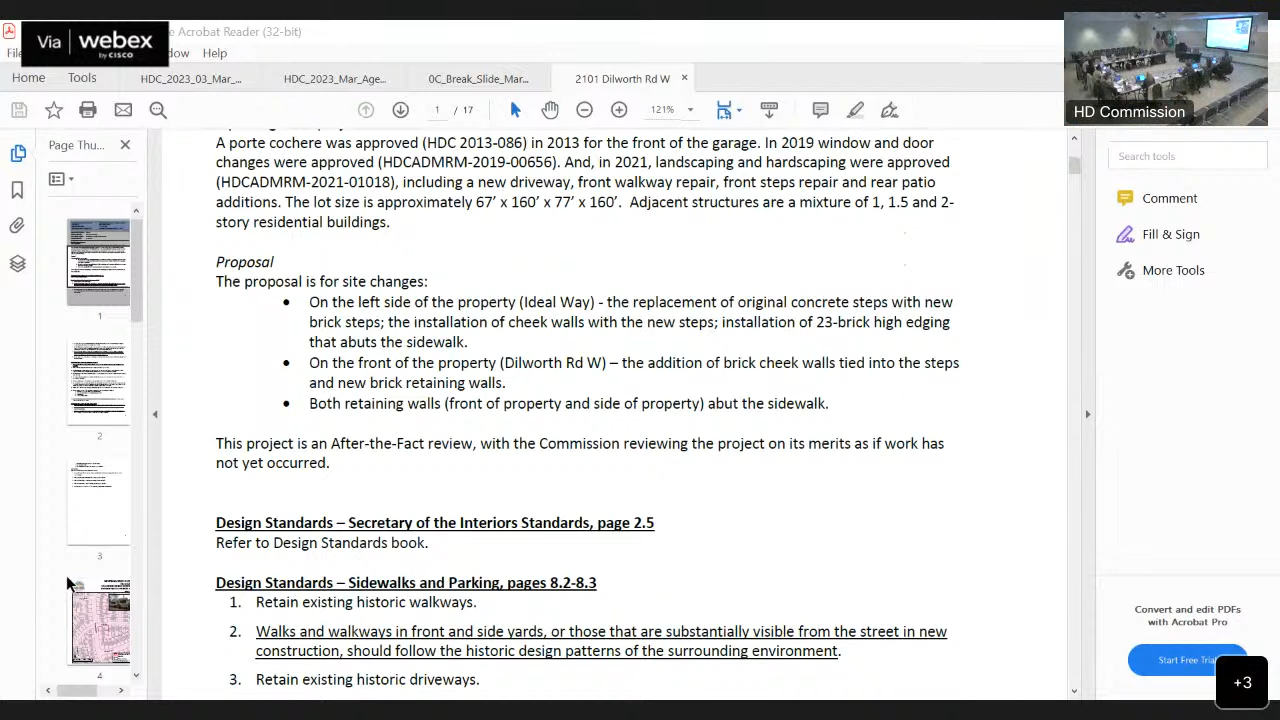 Via webex
by CISCO
e Acrobat Reader (32-bit)
dow Help
Home Tools HDC_2023_03_Mar_... HDC_2023_Mar_Age... 0C_Break_Slide_Mar... 2101 Dilworth Rd W ×
1 / 17 121%
HD Commission
Page Thu...
Search tools
Comment
Fill & Sign
More Tools
A porte cochere was approved (HDC 2013-086) in 2013 for the front of the garage. In 2019 window and door
changes were approved (HDCADMRM-2019-00656). And, in 2021, landscaping and hardscaping were approved
(HDCADMRM-2021-01018), including a new driveway, front walkway repair, front steps repair and rear patio
additions. The lot size is approximately 67’ x 160’ x 77’ x 160’. Adjacent structures are a mixture of 1, 1.5 and 2-
story residential buildings.
Proposal
The proposal is for site changes:
• On the left side of the property (Ideal Way) - the replacement of original concrete steps with new
brick steps; the installation of cheek walls with the new steps; installation of 23-brick high edging
that abuts the sidewalk.
• On the front of the property (Dilworth Rd W) – the addition of brick cheek walls tied into the steps
and new brick retaining walls.
• Both retaining walls (front of property and side of property) abut the sidewalk.
This project is an After-the-Fact review, with the Commission reviewing the project on its merits as if work has
not yet occurred.
Design Standards – Secretary of the Interiors Standards, page 2.5
Refer to Design Standards book.
Design Standards – Sidewalks and Parking, pages 8.2-8.3
1. Retain existing historic walkways.
2. Walks and walkways in front and side yards, or those that are substantially visible from the street in new
construction, should follow the historic design patterns of the surrounding environment.
3. Retain existing historic driveways.
1
2
3
4
Convert and edit PDFs
with Acrobat Pro
Start Free Trial
+3